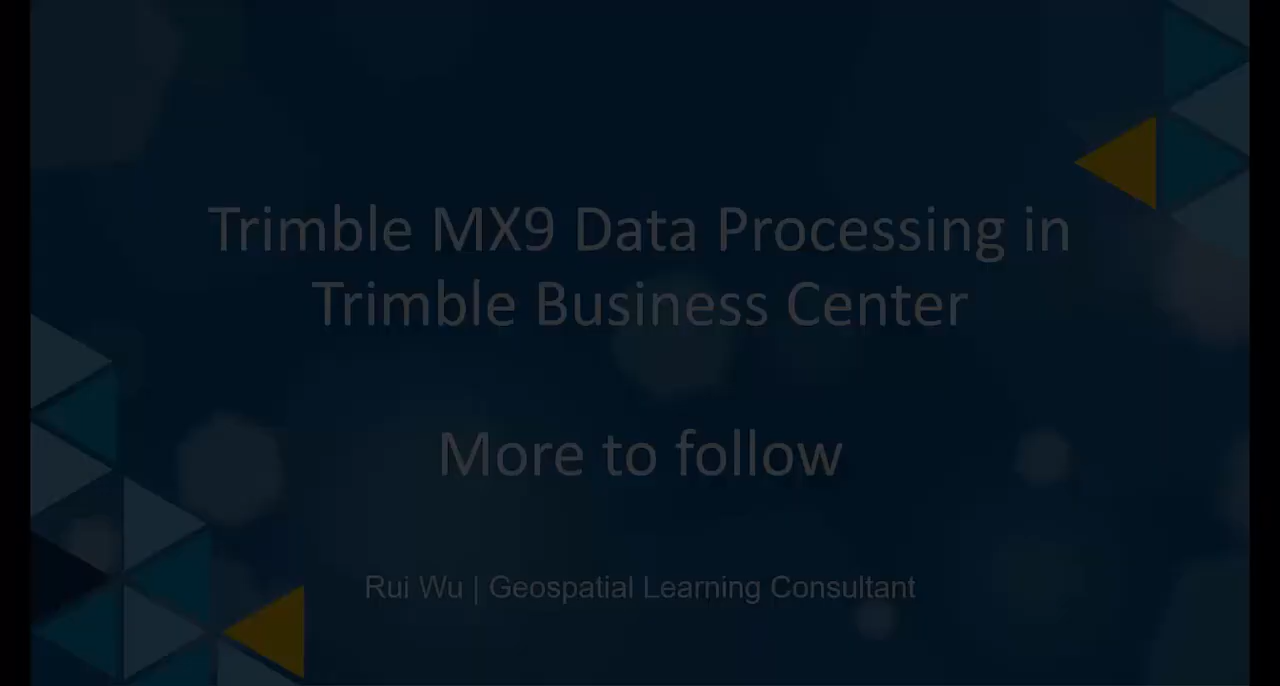 Trimble MX9 Data Processing in
Trimble Business Center
More to follow
Rui Wu | Geospatial Learning Consultant